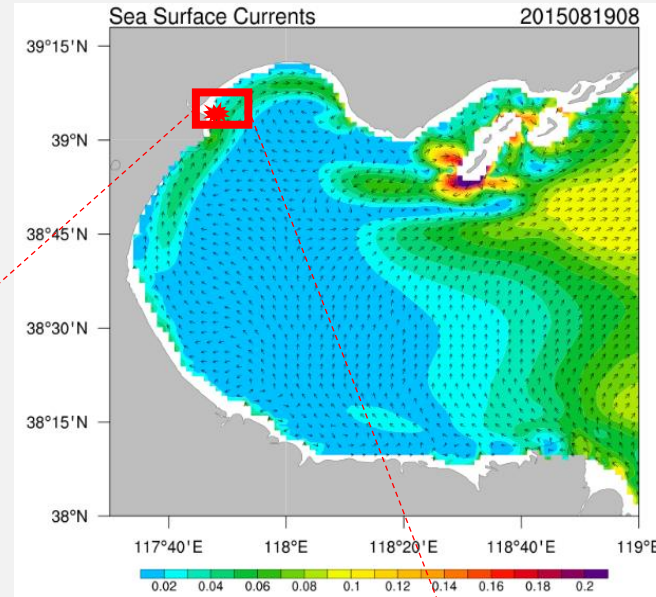 Sea Surface Currents 2015081908
39°15'N
39°N
38°45'N
38°30'N
38°15'N
38°N
117°40'E 118°E 118°20'E 118°40'E 119°E
0.02 0.04 0.06 0.08 0.1 0.12 0.14 0.16 0.18 0.2